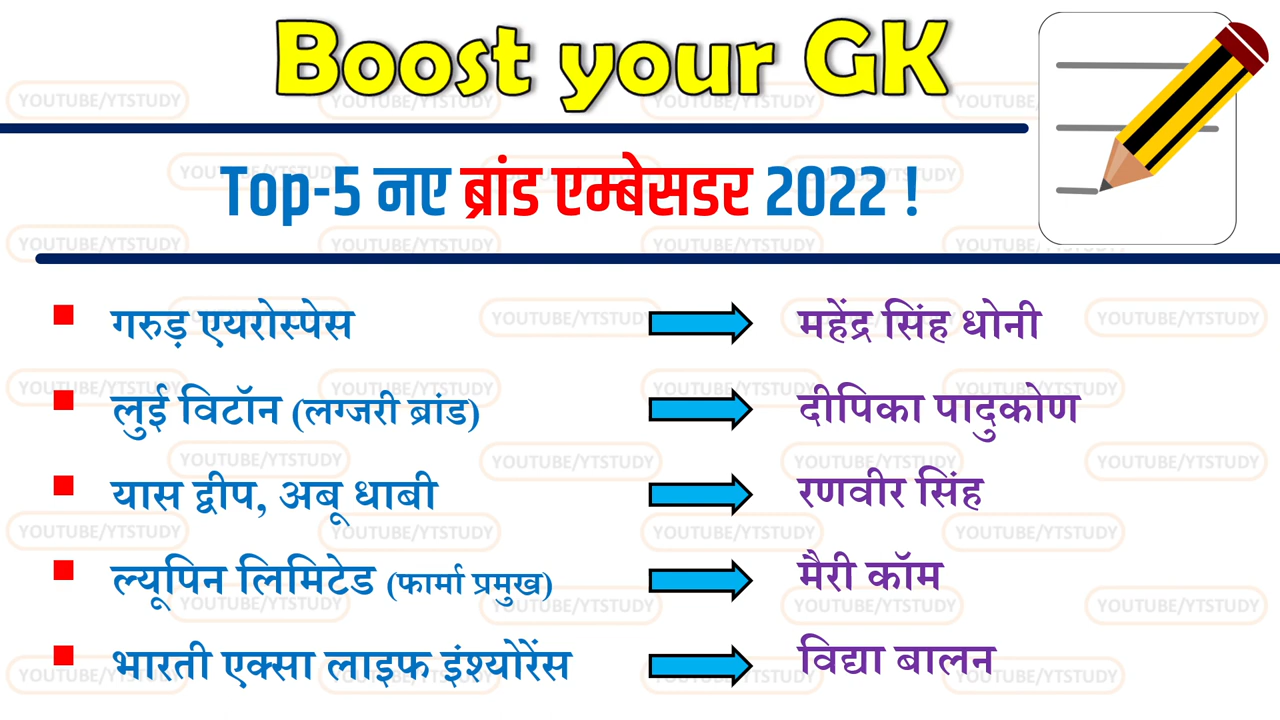 Boost your GK
Top-5 नए ब्रांड एम्बेसडर 2022 !
गरुड़ एयरोस्पेस महेंद्र सिंह धोनी
लुई विटॉन (लग्जरी ब्रांड) दीपिका पादुकोण
यास द्वीप, अबू धाबी रणवीर सिंह
ल्यूपिन लिमिटेड (फार्मा प्रमुख) मैरी कॉम
भारती एक्सा लाइफ इंश्योरेंस विद्या बालन
YOUTUBE/YTSTUDY